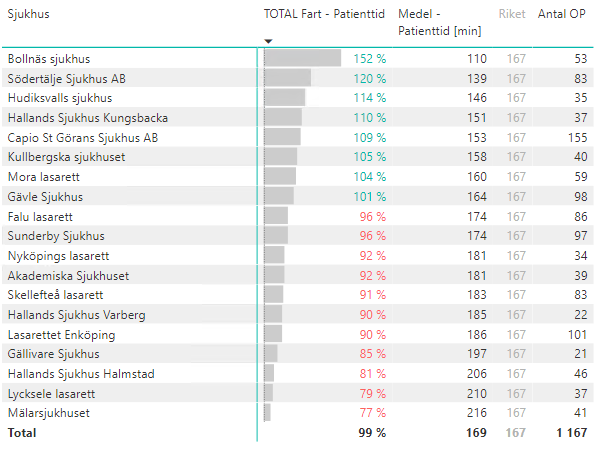 Sjukhus TOTAL Fart - Patienttid Medel - Patienttid [min] Riket Antal OP
Bollnäs sjukhus 152 % 110 167 53
Södertälje Sjukhus AB 120 % 139 167 83
Hudiksvalls sjukhus 114 % 146 167 35
Hallands Sjukhus Kungsbacka 110 % 151 167 37
Capio St Görans Sjukhus AB 109 % 153 167 155
Kullbergska sjukhuset 105 % 158 167 40
Mora lasarett 104 % 160 167 59
Gävle Sjukhus 101 % 164 167 98
Falu lasarett 96 % 174 167 86
Sunderby Sjukhus 96 % 174 167 97
Nyköpings lasarett 92 % 181 167 34
Akademiska Sjukhuset 92 % 181 167 39
Skellefteå lasarett 91 % 183 167 83
Hallands Sjukhus Varberg 90 % 185 167 22
Lasarettet Enköping 90 % 186 167 101
Gällivare Sjukhus 85 % 197 167 21
Hallands Sjukhus Halmstad 81 % 206 167 46
Lycksele lasarett 79 % 210 167 37
Mälarsjukhuset 77 % 216 167 41
Total 99 % 169 167 1 167